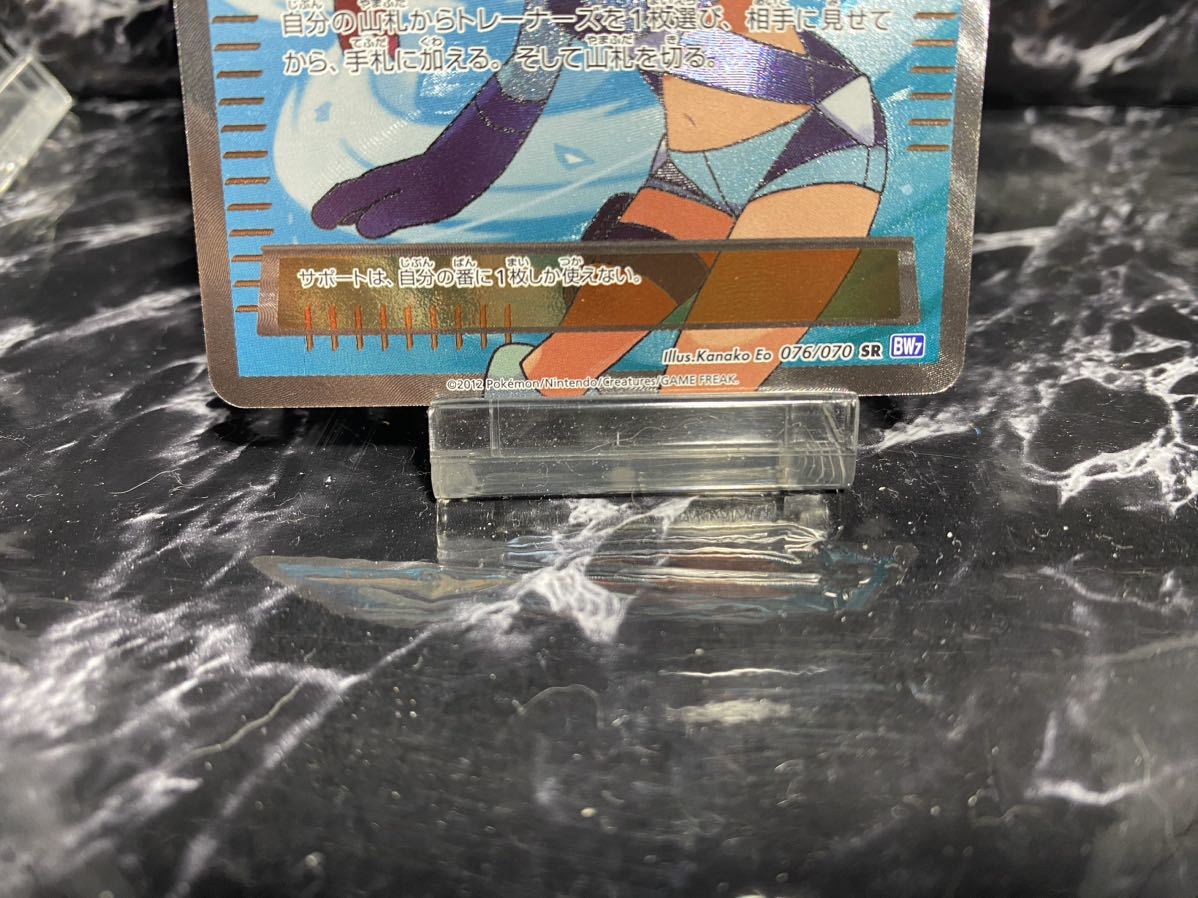 自分の山札からトレーナーズを1枚選び、相手に見せて
から、手札に加える。そして山札を切る。
サポートは、自分の番に1枚しか使えない。
Illus.Kanako Eo 076/070 SR BW7
©2012 Pokémon/Nintendo/Creatures/GAME FREAK.